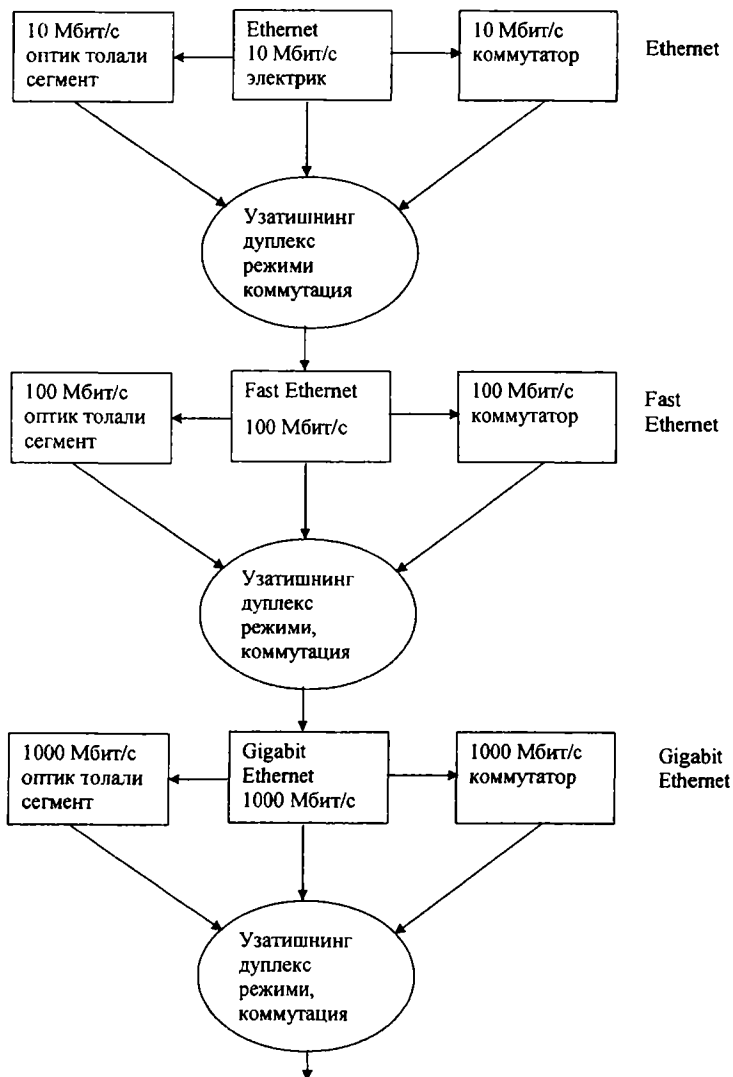 10 Мбит/с
оптик толали
сегмент
Ethernet
10 Мбит/с
электрик
10 Мбит/с
коммутатор
Ethernet
Узатишнинг
дуплекс
режими
коммутация
100 Мбит/с
оптик толали
сегмент
Fast Ethernet
100 Мбит/с
100 Мбит/с
коммутатор
Fast
Ethernet
Узатишнинг
дуплекс
режими,
коммутация
1000 Мбит/с
оптик толали
сегмент
Gigabit
Ethernet
1000 Мбит/с
1000 Мбит/с
коммутатор
Gigabit
Ethernet
Узатишнинг
дуплекс
режими,
коммутация